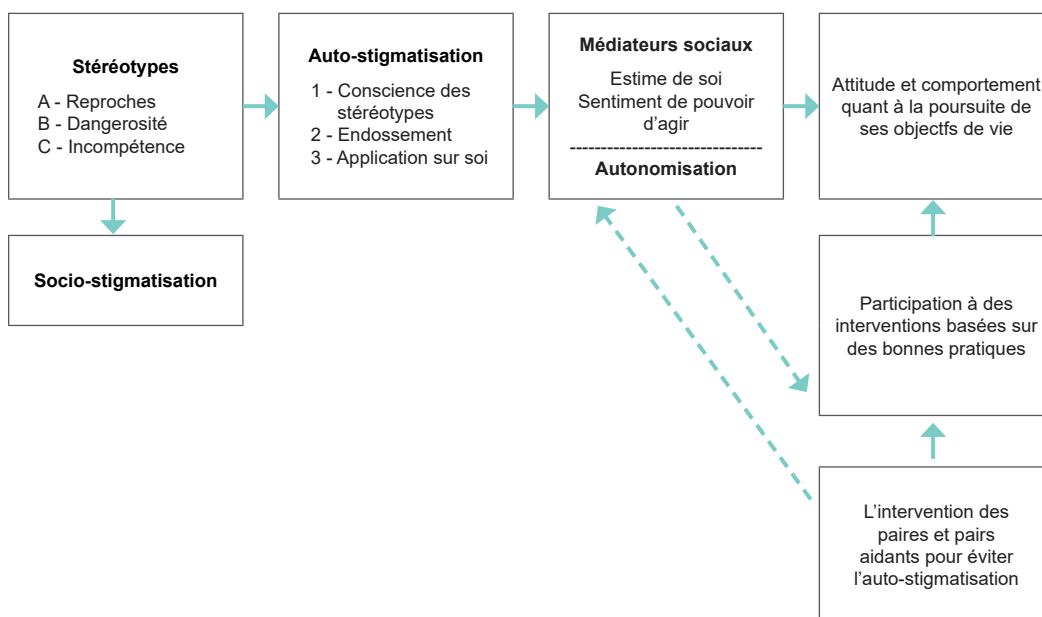 Stéréotypes
A - Reproches
B - Dangerosité
C - Incompétence
Socio-stigmatisation
Auto-stigmatisation
1 - Conscience des
stéréotypes
2 - Endossement
3 - Application sur soi
Médiateurs sociaux
Estime de soi
Sentiment de pouvoir
d'agir
--------------------------------
Autonomisation
Attitude et comportement
quant à la poursuite de
ses objectfs de vie
Participation à des
interventions basées sur
des bonnes pratiques
L'intervention des
paires et pairs
aidants pour éviter
l'auto-stigmatisation